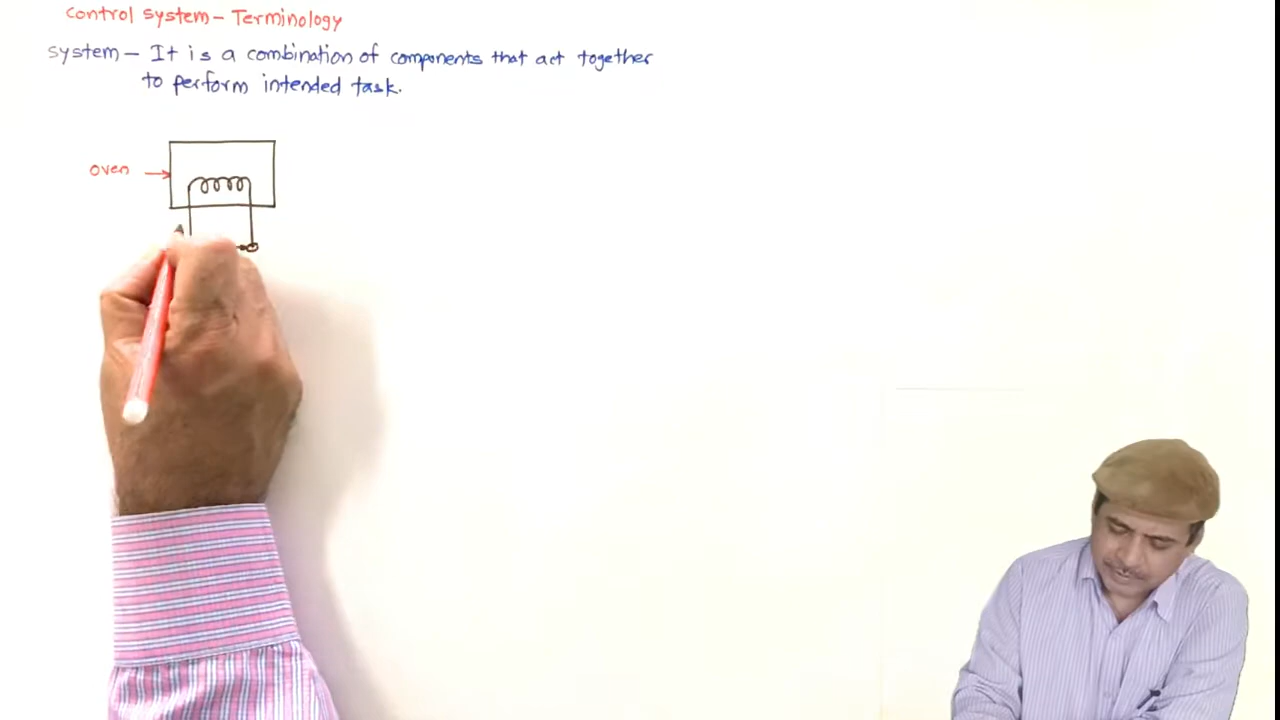 Control system - Terminology
system - It is a combination of components that act together
to perform intended task.
oven